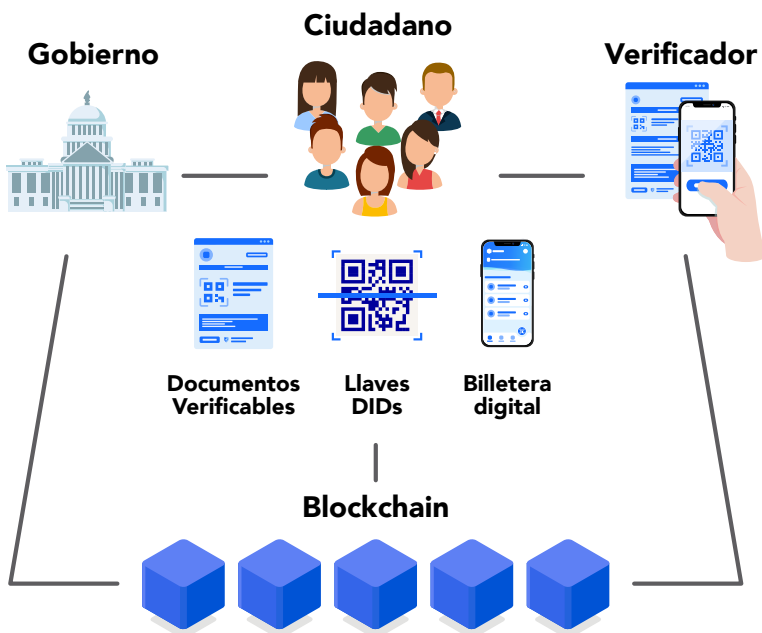 Gobierno
Ciudadano
Verificador
Documentos
Verificables
Llaves
DIDs
Billetera
digital
Blockchain